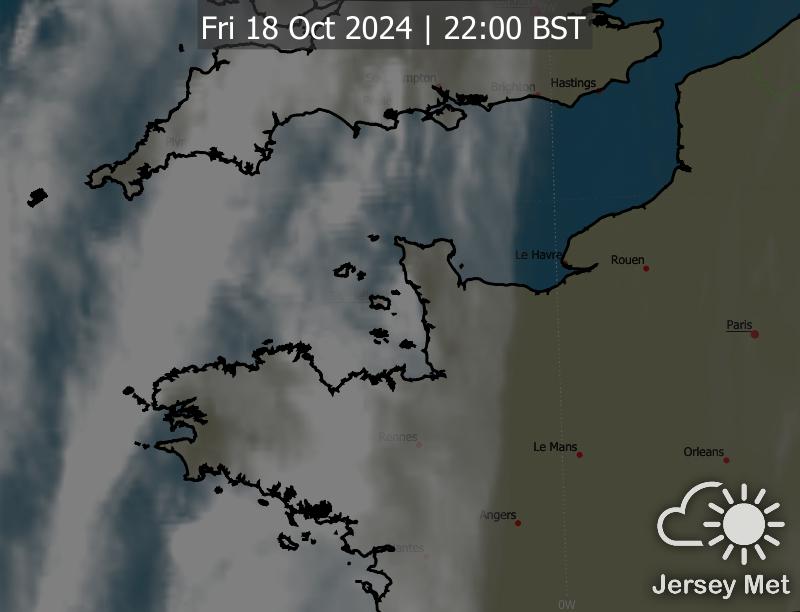 Fri 18 Oct 2024 | 22:00 BST
Southampton
Brighton
Hastings
Le Havre
Rouen
Paris
Rennes
Le Mans
Orleans
Angers
Nantes
Jersey Met
0W